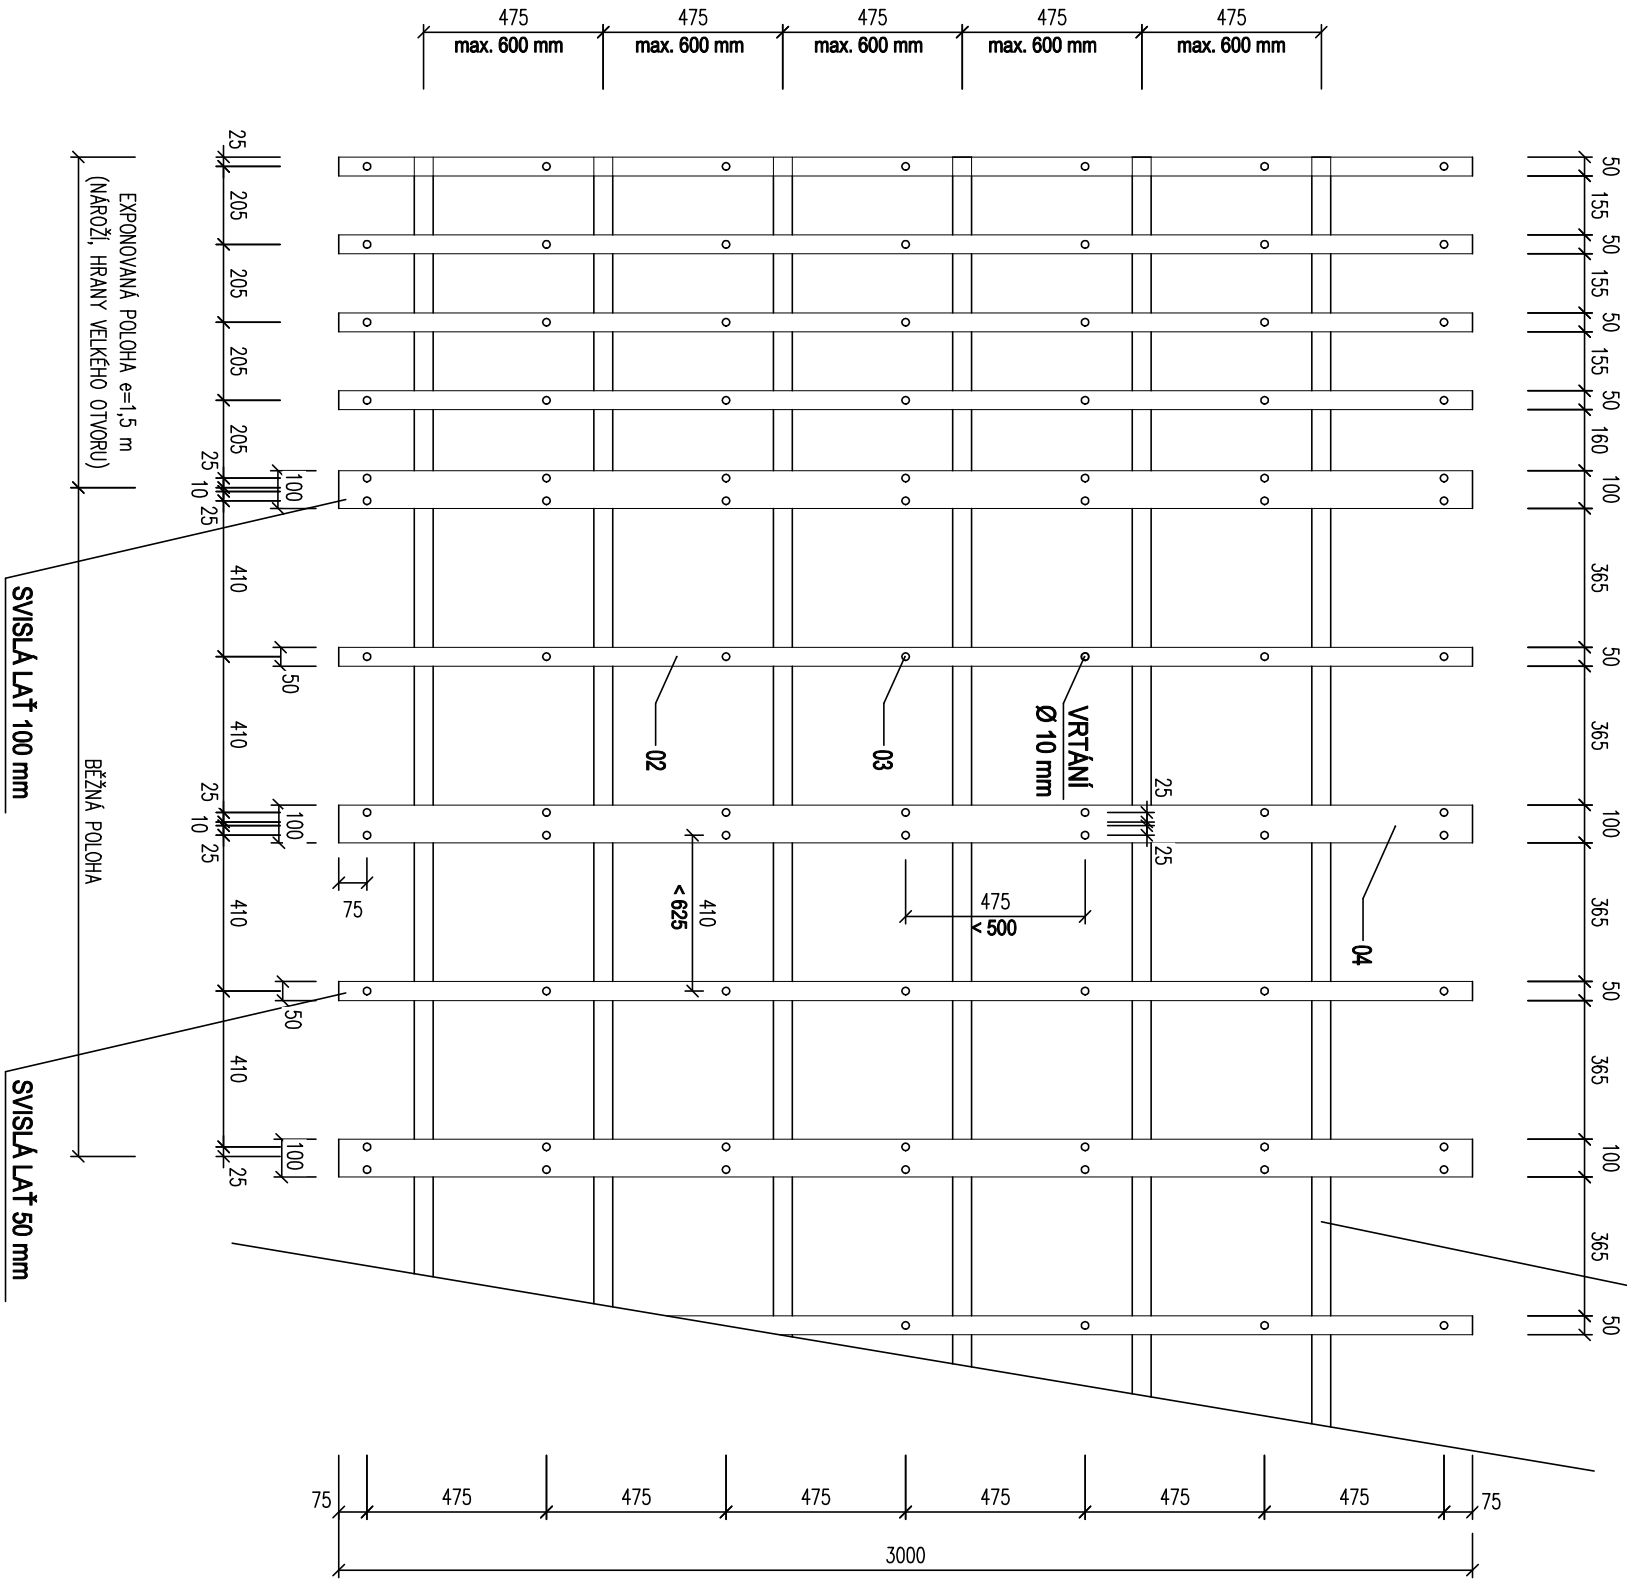 475 475 475 475 475
max. 600 mm max. 600 mm max. 600 mm max. 600 mm max. 600 mm
50 155 50 155 50 155 50 160 100 365 50 365 100 365 50 365 100 365 50
25 205 205 205 205 25 10 25 410 410 25 10 25 410 410 25
100
50
100
50
100
EXPONOVANÁ POLOHA e=1,5 m
(NÁROŽÍ, HRANY VELKÉHO OTVORU)
BĚŽNÁ POLOHA
SVISLÁ LAŤ 100 mm
SVISLÁ LAŤ 50 mm
VRTÁNÍ
Ø 10 mm
02
03
04
25
25
75
410
< 625
475
< 500
75 475 475 475 475 475 475 75
3000